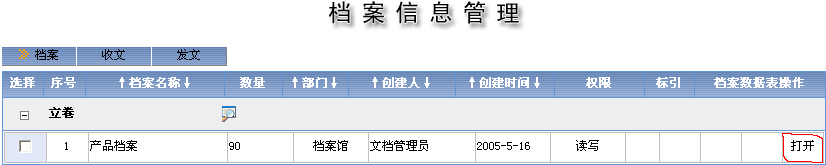 档案信息管理
档案 收文 发文
选择 序号 ↑档案名称↓ 数量 ↑部门↓ ↑创建人↓ ↑创建时间↓ 权限 标引 档案数据表操作
立卷
1 产品档案 90 档案馆 文档管理员 2005-5-16 读写 打开